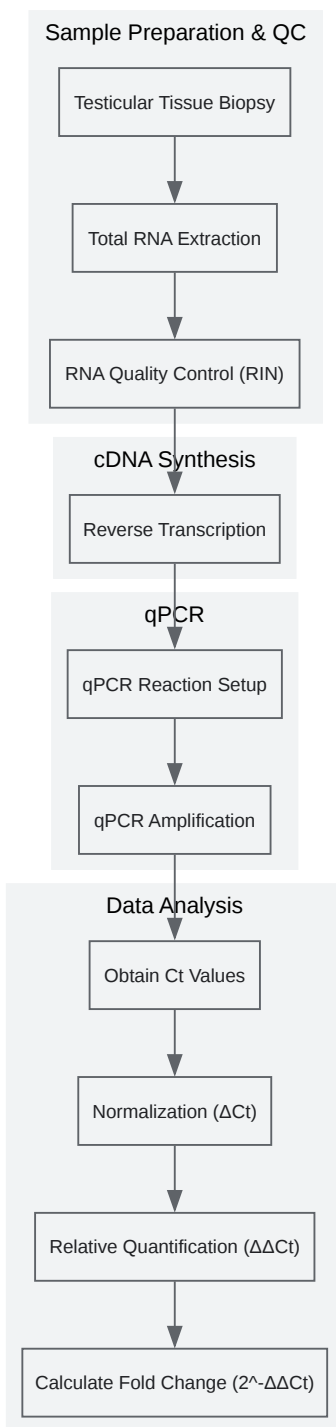 Sample Preparation & QC
Testicular Tissue Biopsy
Total RNA Extraction
RNA Quality Control (RIN)
cDNA Synthesis
Reverse Transcription
qPCR
qPCR Reaction Setup
qPCR Amplification
Data Analysis
Obtain Ct Values
Normalization (ΔCt)
Relative Quantification (ΔΔCt)
Calculate Fold Change (2^-ΔΔCt)